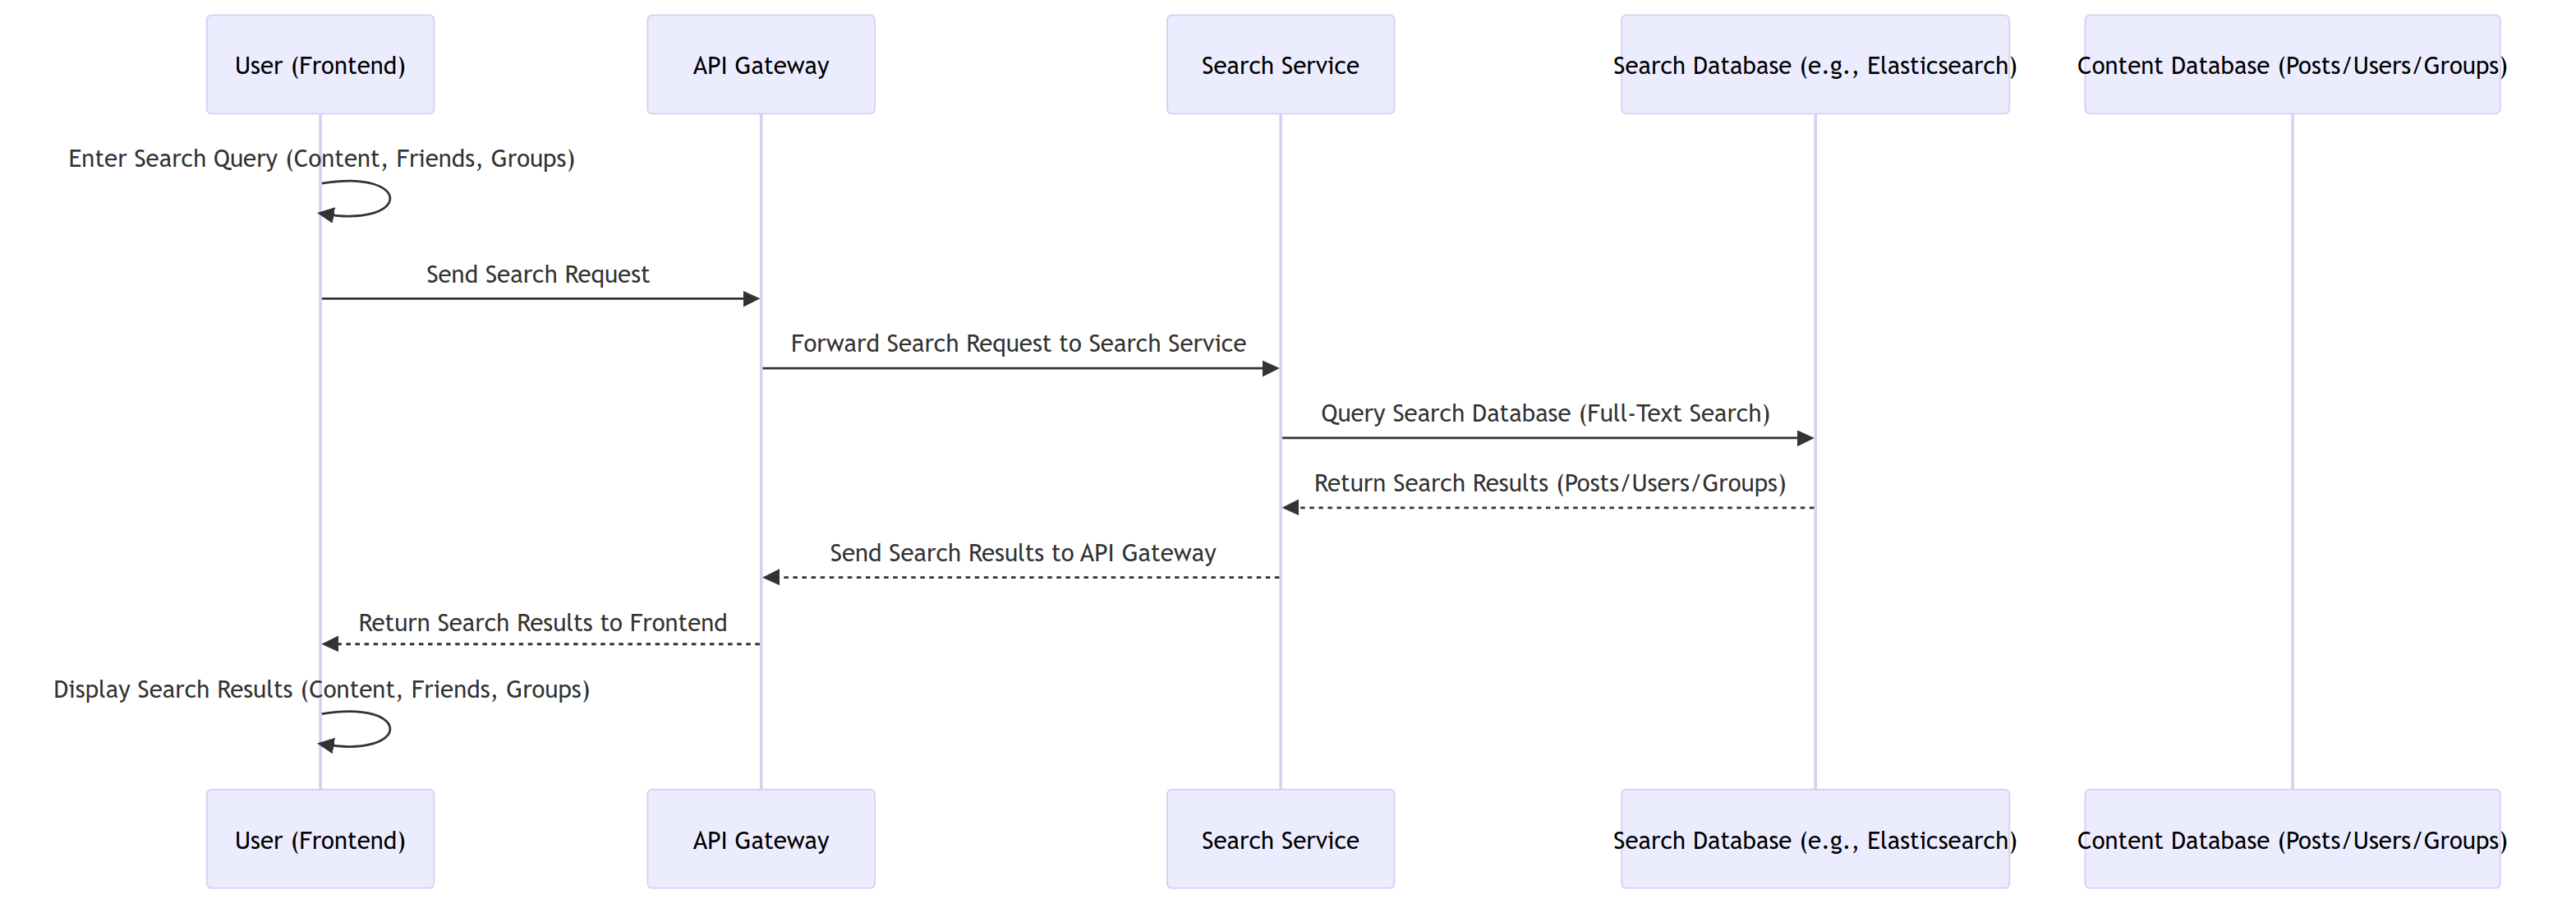 User (Frontend)
API Gateway
Search Service
Search Database (e.g., Elasticsearch)
Content Database (Posts/Users/Groups)
Enter Search Query (Content, Friends, Groups)
Send Search Request
Forward Search Request to Search Service
Query Search Database (Full-Text Search)
Return Search Results (Posts/Users/Groups)
Send Search Results to API Gateway
Return Search Results to Frontend
Display Search Results (Content, Friends, Groups)
User (Frontend)
API Gateway
Search Service
Search Database (e.g., Elasticsearch)
Content Database (Posts/Users/Groups)